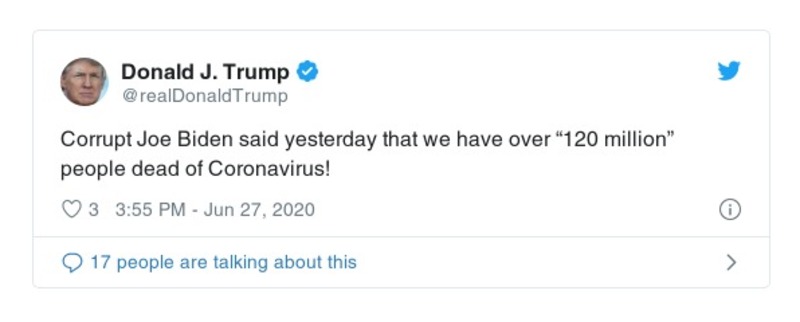 Donald J. Trump
@realDonaldTrump
Corrupt Joe Biden said yesterday that we have over “120 million”
people dead of Coronavirus!
3 3:55 PM - Jun 27, 2020
17 people are talking about this